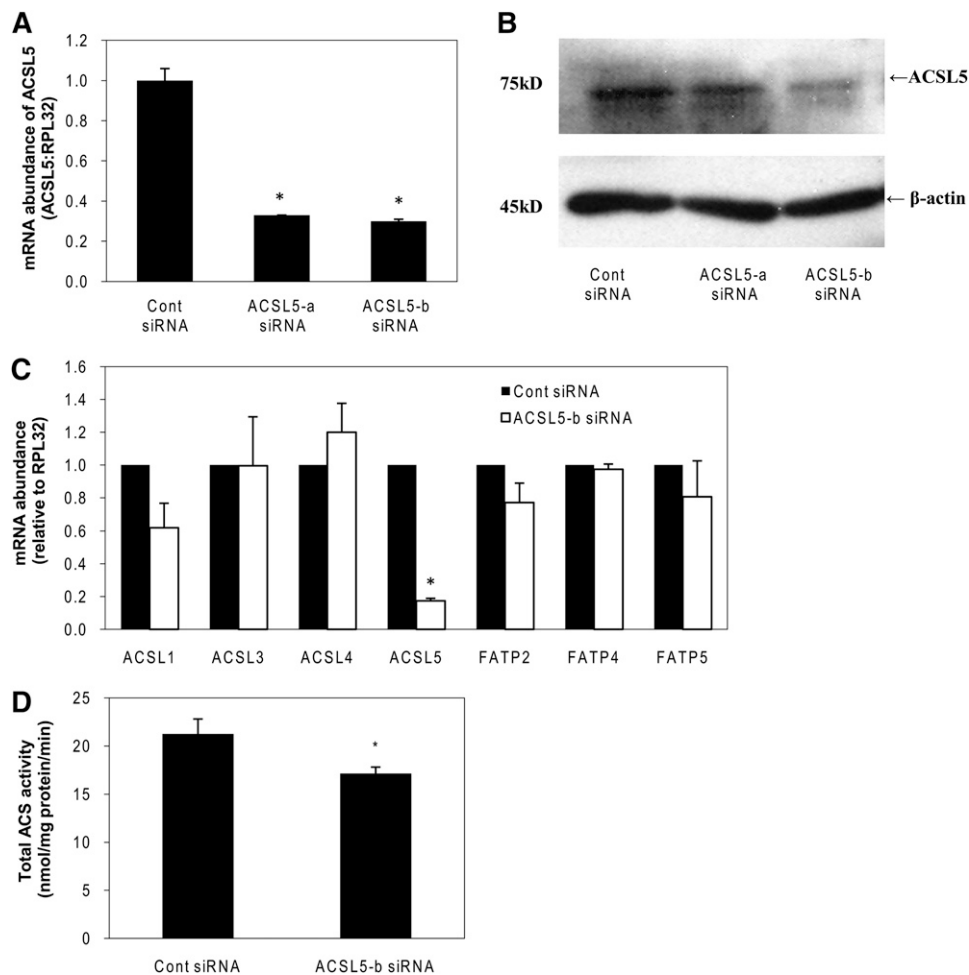 A
mRNA abundance of ACSL5
(ACSL5:RPL32)
1.2
1.0
0.8
0.6
0.4
0.2
0.0
*
*
Cont
siRNA
ACSL5-a
siRNA
ACSL5-b
siRNA
B
75kD
←ACSL5
45kD
← β-actin
Cont
siRNA
ACSL5-a
siRNA
ACSL5-b
siRNA
C
mRNA abundance
(relative to RPL32)
1.6
1.4
1.2
1.0
0.8
0.6
0.4
0.2
0.0
Cont siRNA
ACSL5-b siRNA
*
ACSL1
ACSL3
ACSL4
ACSL5
FATP2
FATP4
FATP5
D
Total ACS activity
(nmol/mg protein/min)
25
20
15
10
5
0
*
Cont siRNA
ACSL5-b siRNA